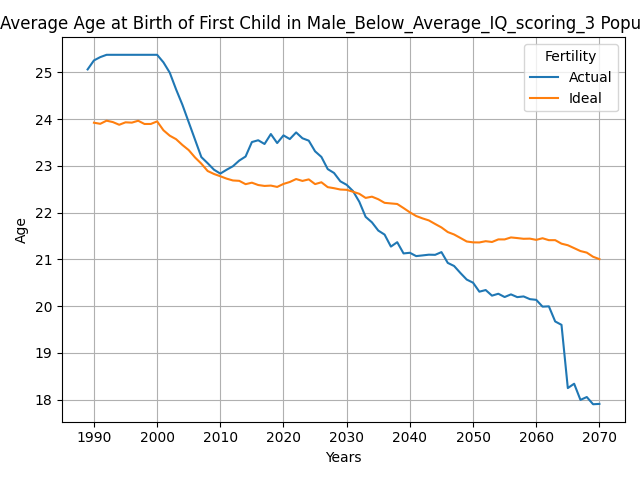 Average Age at Birth of First Child in Male_Below_Average_IQ_scoring_3 Popu
Fertility
Actual
Ideal
25
24
23
22
21
20
19
18
Age
1990 2000 2010 2020 2030 2040 2050 2060 2070
Years